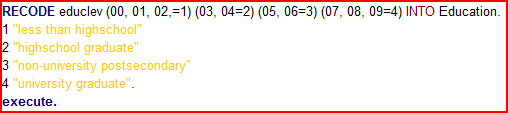 RECODE educlev (00, 01, 02,=1) (03, 04=2) (05, 06=3) (07, 08, 09=4) INTO Education.
1 "less than highschool"
2 "highschool graduate"
3 "non-university postsecondary"
4 "university graduate".
execute.